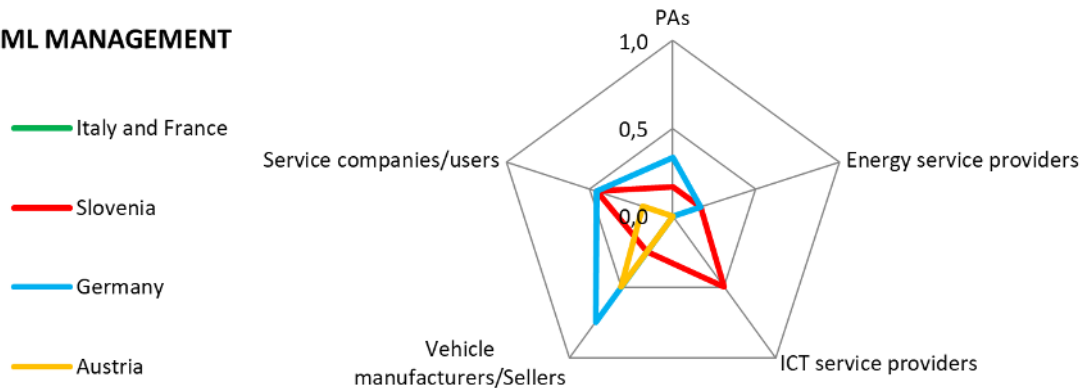 PAs
ML MANAGEMENT
1,0
Italy and France
0,5
Service companies/users
Energy service providers
Slovenia
0,0
Germany
Vehicle
manufacturers/Sellers
ICT service providers
Austria